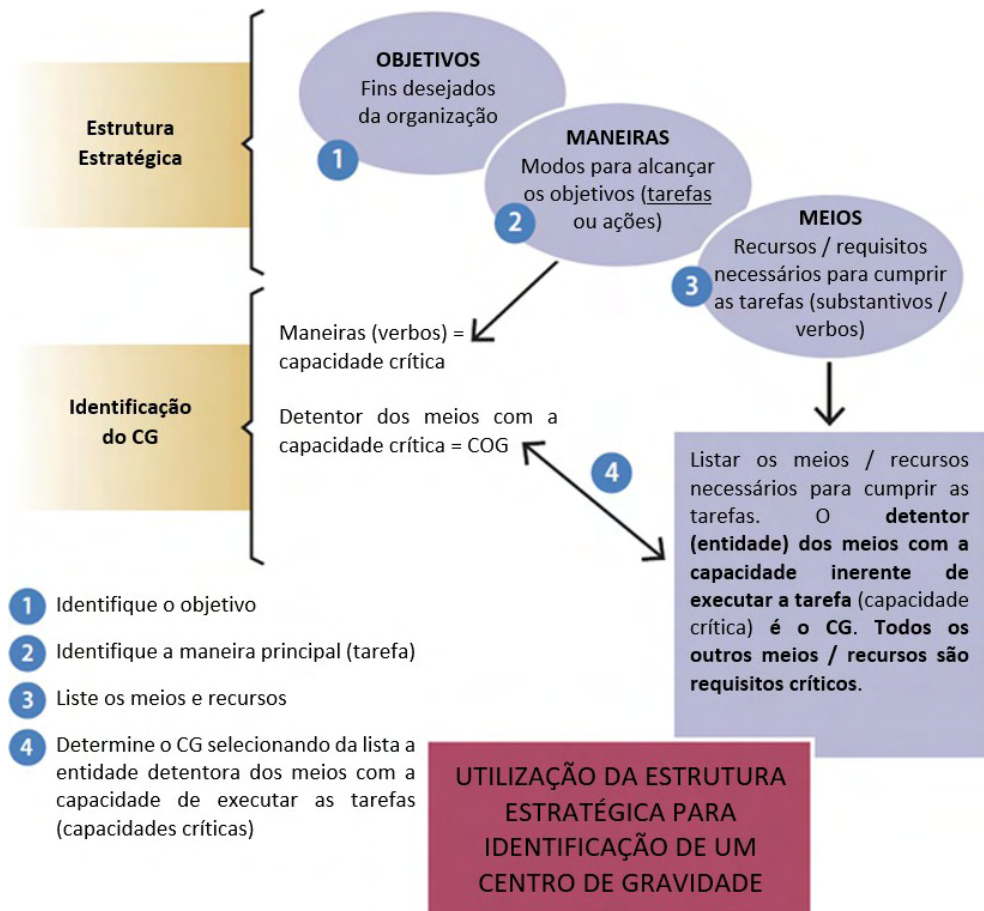 OBJETIVOS
Fins desejados
da organização
1
MANEIRAS
Modos para alcançar
os objetivos (tarefas
ou ações)
2
MEIOS
Recursos / requisitos
necessários para cumprir
as tarefas (substantivos /
verbos)
3
Estrutura
Estratégica
Identificação
do CG
Maneiras (verbos) =
capacidade crítica
Detentor dos meios com a
capacidade crítica = COG
4
Listar os meios / recursos
necessários para cumprir as
tarefas. O detentor
(entidade) dos meios com a
capacidade inerente de
executar a tarefa (capacidade
crítica) é o CG. Todos os
outros meios / recursos são
requisitos críticos.
1 Identifique o objetivo
2 Identifique a maneira principal (tarefa)
3 Liste os meios e recursos
4 Determine o CG selecionando da lista a
entidade detentora dos meios com a
capacidade de executar as tarefas
(capacidades críticas)
UTILIZAÇÃO DA ESTRUTURA
ESTRATÉGICA PARA
IDENTIFICAÇÃO DE UM
CENTRO DE GRAVIDADE